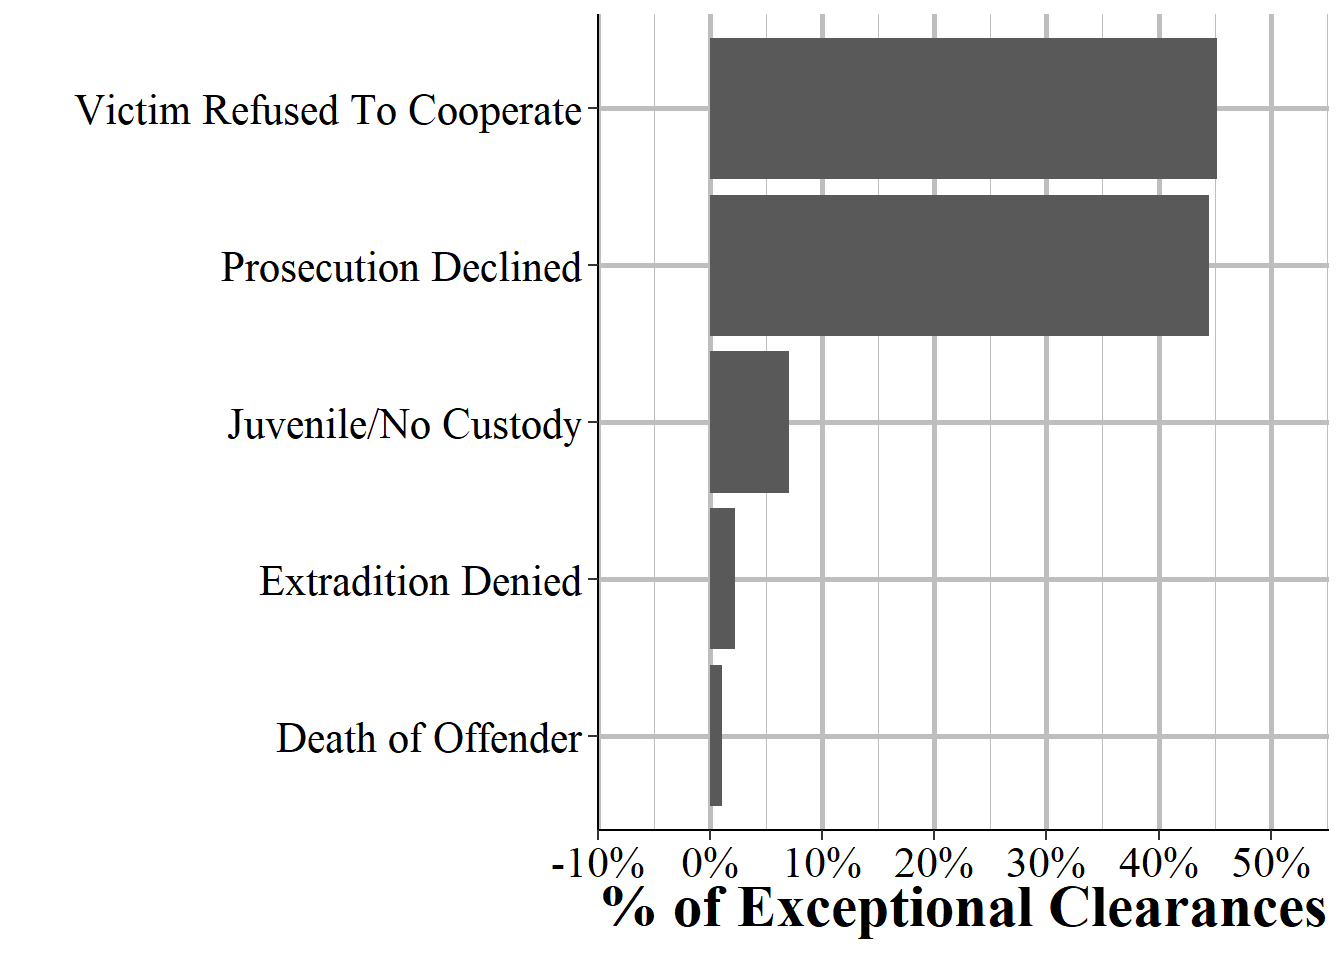 Victim Refused To Cooperate
Prosecution Declined
Juvenile/No Custody
Extradition Denied
Death of Offender
-10% 0% 10% 20% 30% 40% 50%
% of Exceptional Clearances